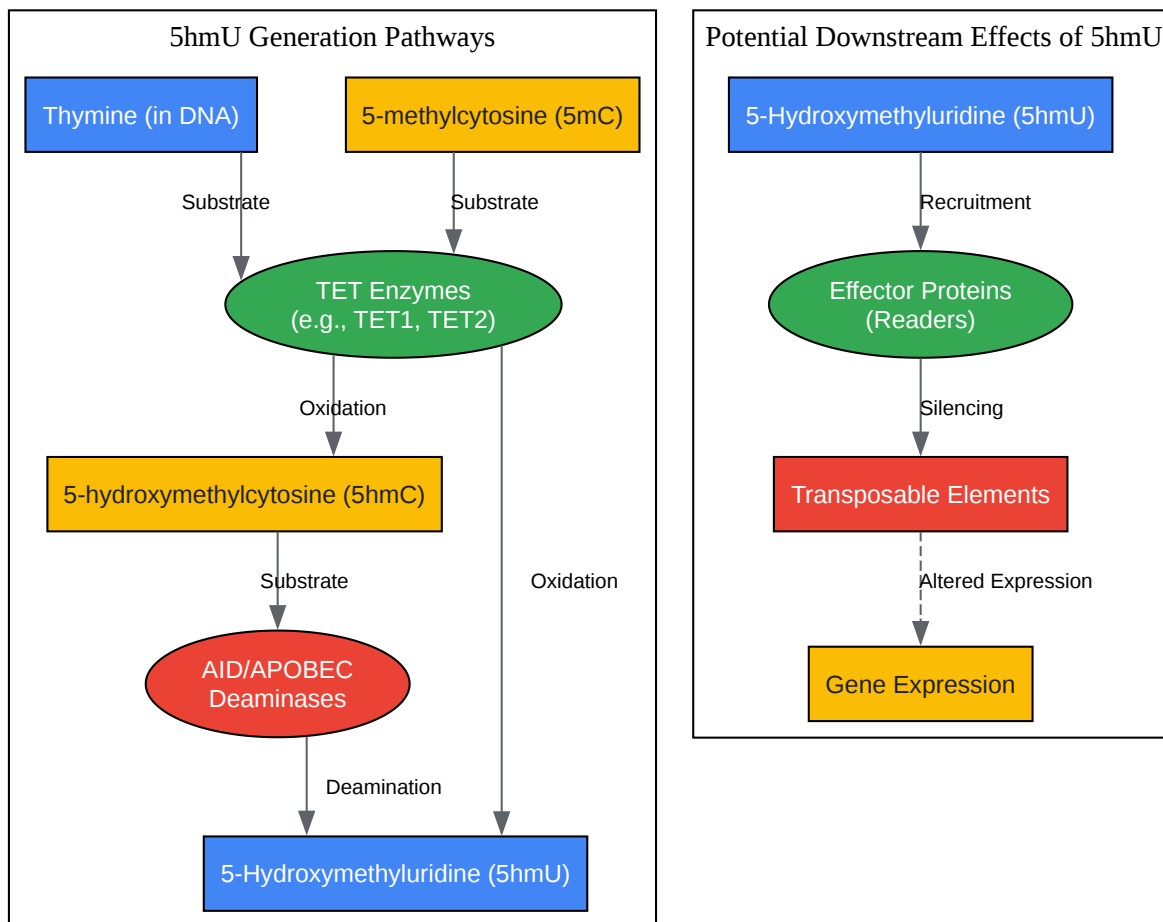 5hmU Generation Pathways
Thymine (in DNA)
5-methylcytosine (5mC)
Substrate
Substrate
TET Enzymes
(e.g., TET1, TET2)
Oxidation
5-hydroxymethylcytosine (5hmC)
Substrate
Oxidation
AID/APOBEC
Deaminases
Deamination
5-Hydroxymethyluridine (5hmU)
Potential Downstream Effects of 5hmU
5-Hydroxymethyluridine (5hmU)
Recruitment
Effector Proteins
(Readers)
Silencing
Transposable Elements
Altered Expression
Gene Expression